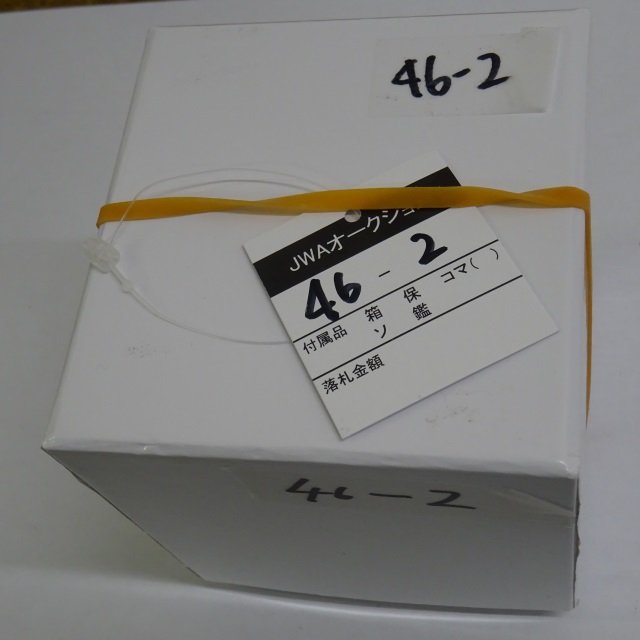 46-2
JWAオークショ
46-2
付属品 箱 保 コマ( )
ソ 鑑
落札金額
46-2